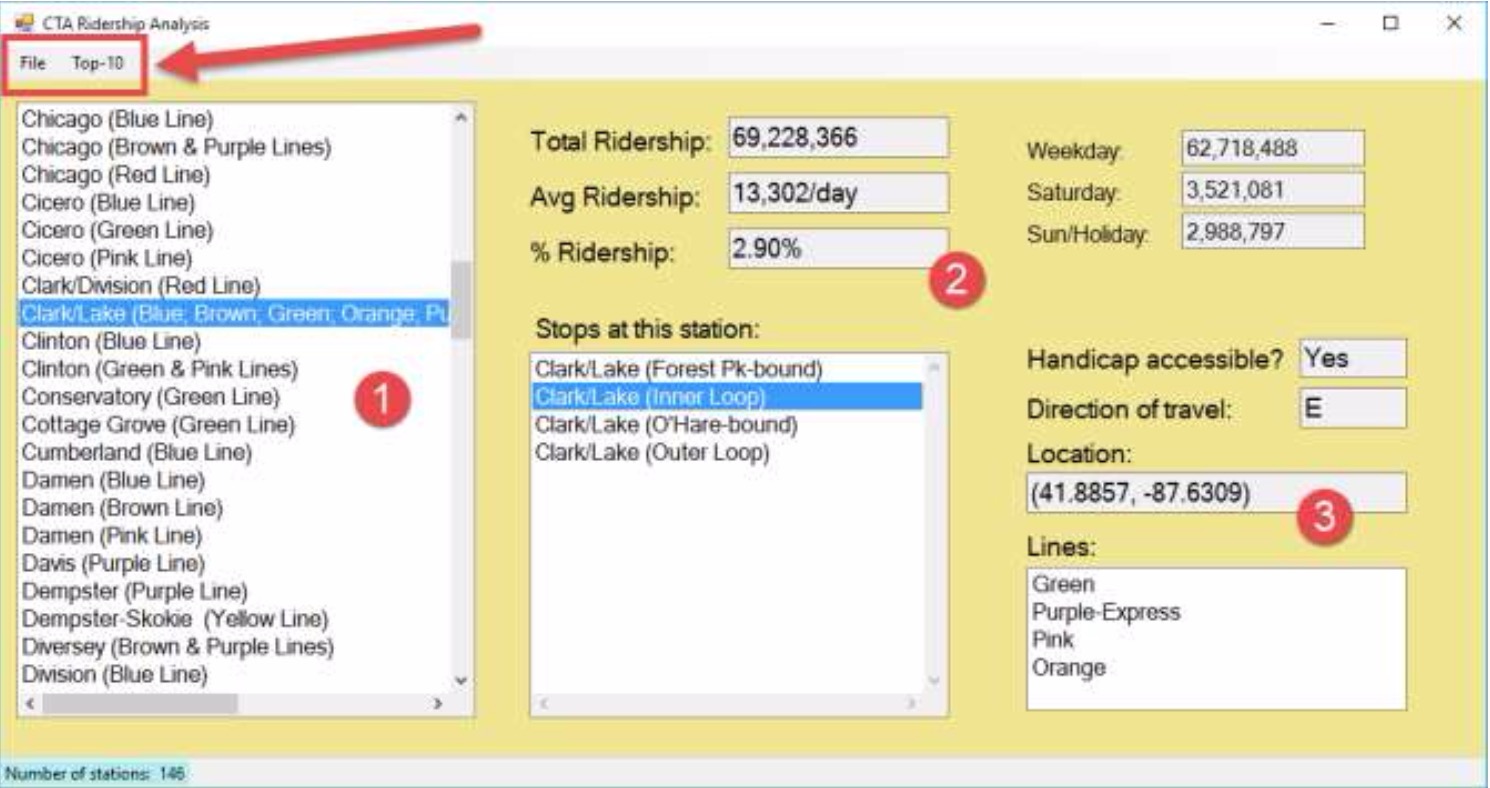 CTA Ridership Analysis
File Top-10
Chicago (Blue Line)
Chicago (Brown & Purple Lines)
Chicago (Red Line)
Cicero (Blue Line)
Cicero (Green Line)
Cicero (Pink Line)
Clark/Division (Red Line)
Clark/Lake (Blue; Brown; Green; Orange; Pu
Clinton (Blue Line)
Clinton (Green & Pink Lines)
Conservatory (Green Line)
Cottage Grove (Green Line)
Cumberland (Blue Line)
Damen (Blue Line)
Damen (Brown Line)
Damen (Pink Line)
Davis (Purple Line)
Dempster (Purple Line)
Dempster-Skokie (Yellow Line)
Diversey (Brown & Purple Lines)
Division (Blue Line)
1
Total Ridership: 69,228,366
Avg Ridership: 13,302/day
% Ridership: 2.90%
2
Weekday: 62,718,488
Saturday: 3,521,081
Sun/Holiday: 2,988,797
Stops at this station:
Clark/Lake (Forest Pk-bound)
Clark/Lake (Inner Loop)
Clark/Lake (O'Hare-bound)
Clark/Lake (Outer Loop)
Handicap accessible? Yes
Direction of travel: E
Location:
(41.8857, -87.6309)
3
Lines:
Green
Purple-Express
Pink
Orange
Number of stations: 146